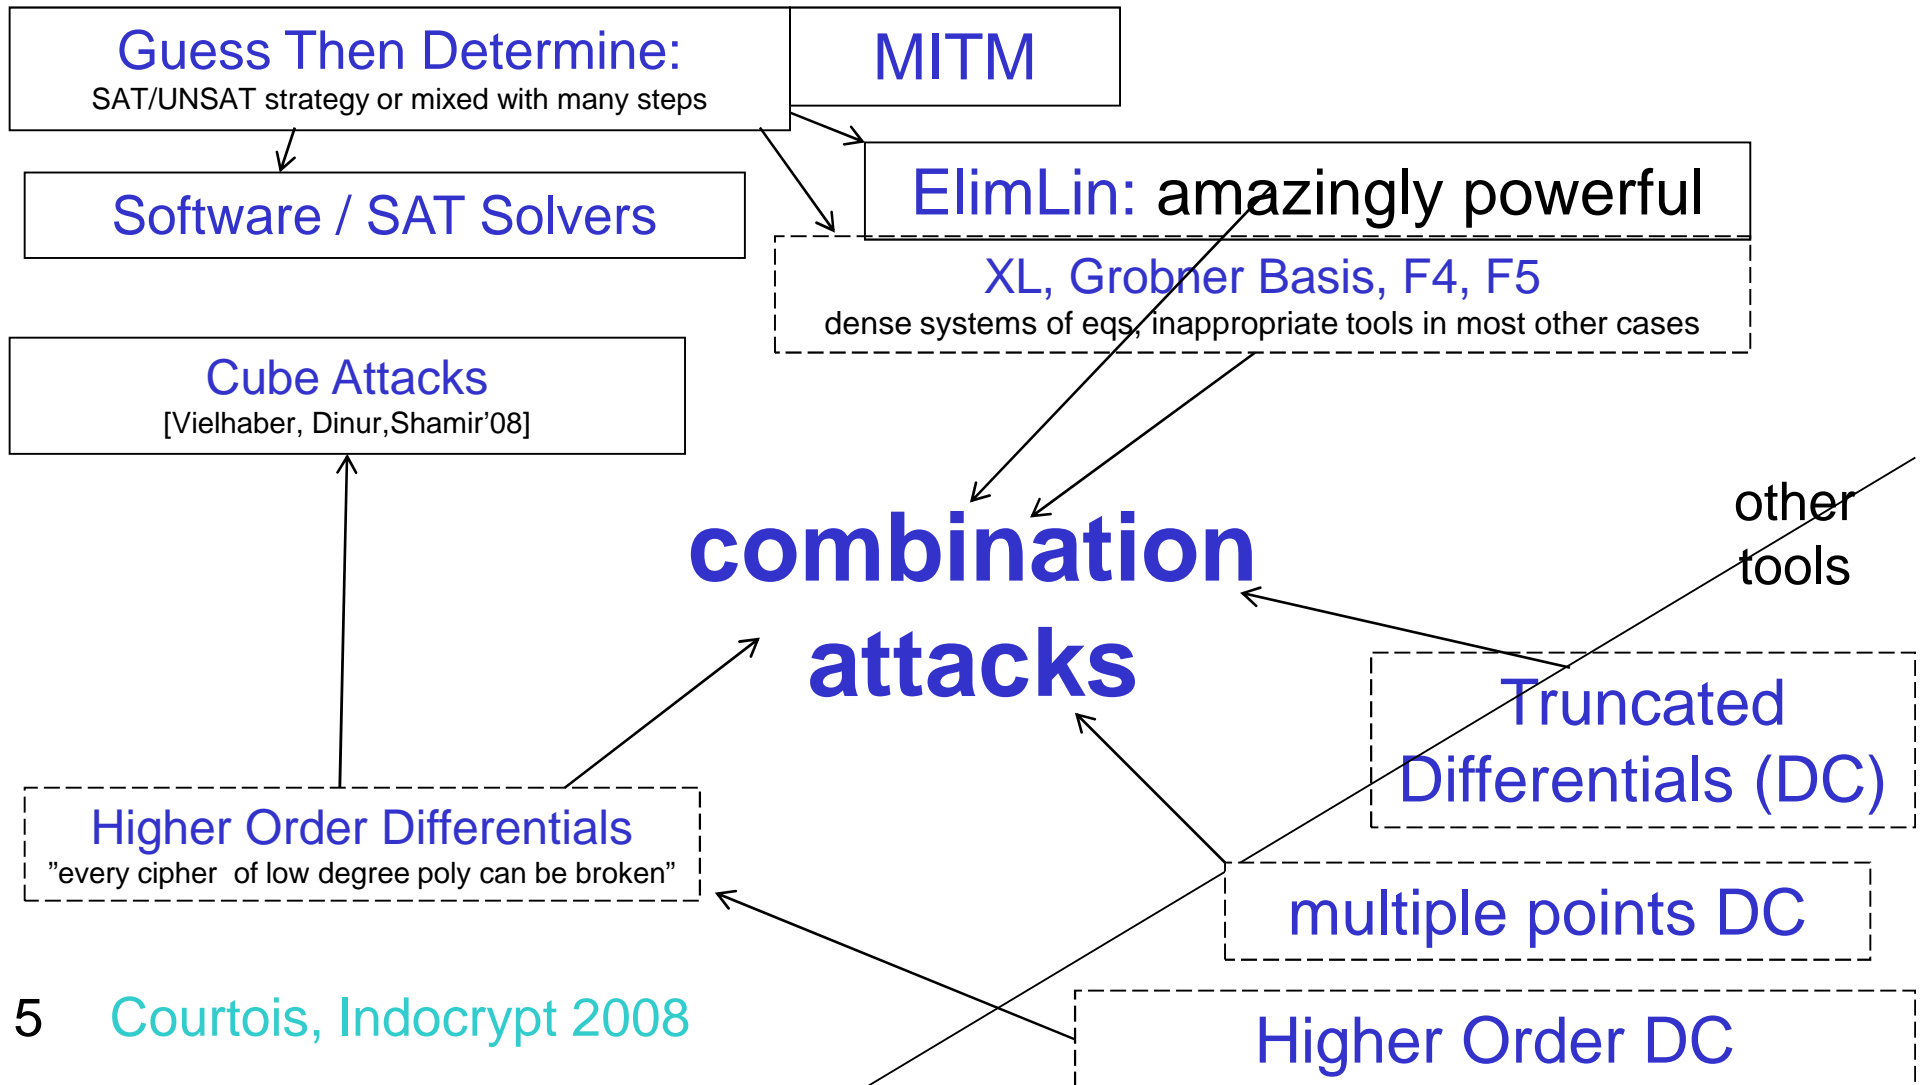 Guess Then Determine:
SAT/UNSAT strategy or mixed with many steps
MITM
Software / SAT Solvers
ElimLin: amazingly powerful
XL, Grobner Basis, F4, F5
dense systems of eqs, inappropriate tools in most other cases
Cube Attacks
[Vielhaber, Dinur,Shamir’08]
combination
attacks
other
tools
Truncated
Differentials (DC)
Higher Order Differentials
”every cipher  of low degree poly can be broken”
multiple points DC
Higher Order DC
5 Courtois, Indocrypt 2008